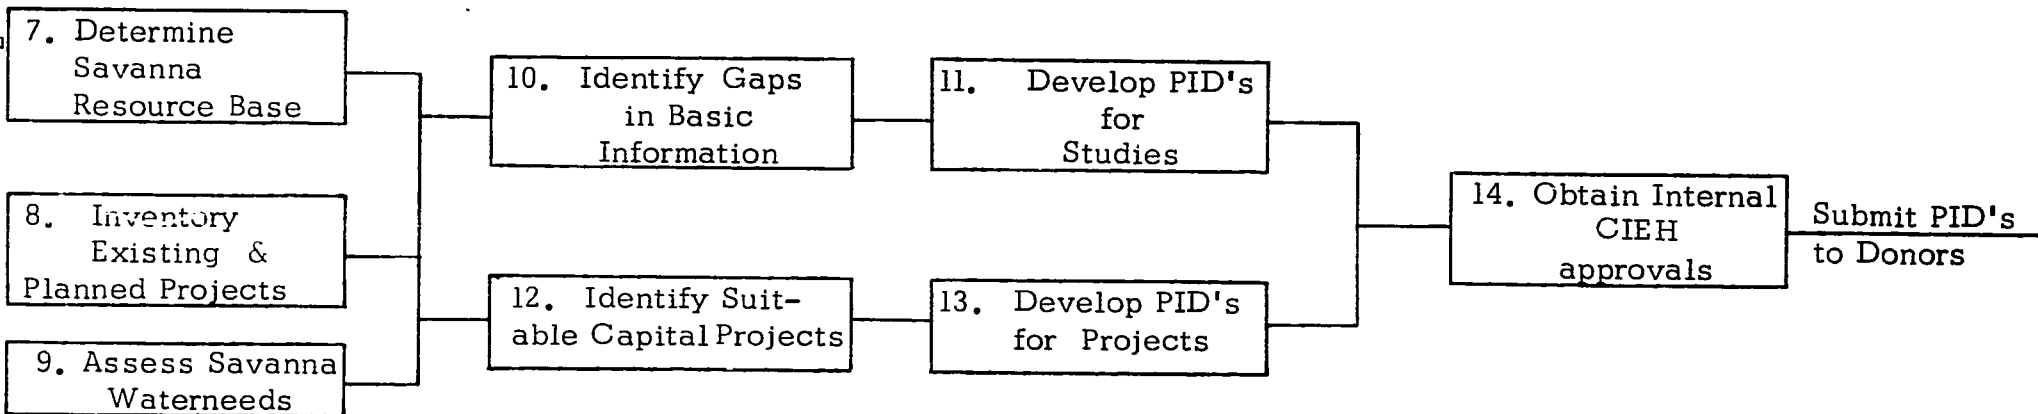 7. Determine
Savanna
Resource Base
8. Inventory
Existing &
Planned Projects
9. Assess Savanna
Waterneeds
10. Identify Gaps
in Basic
Information
12. Identify Suit-
able Capital Projects
11. Develop PID's
for
Studies
13. Develop PID's
for Projects
14. Obtain Internal
CIEH
approvals
Submit PID's
to Donors